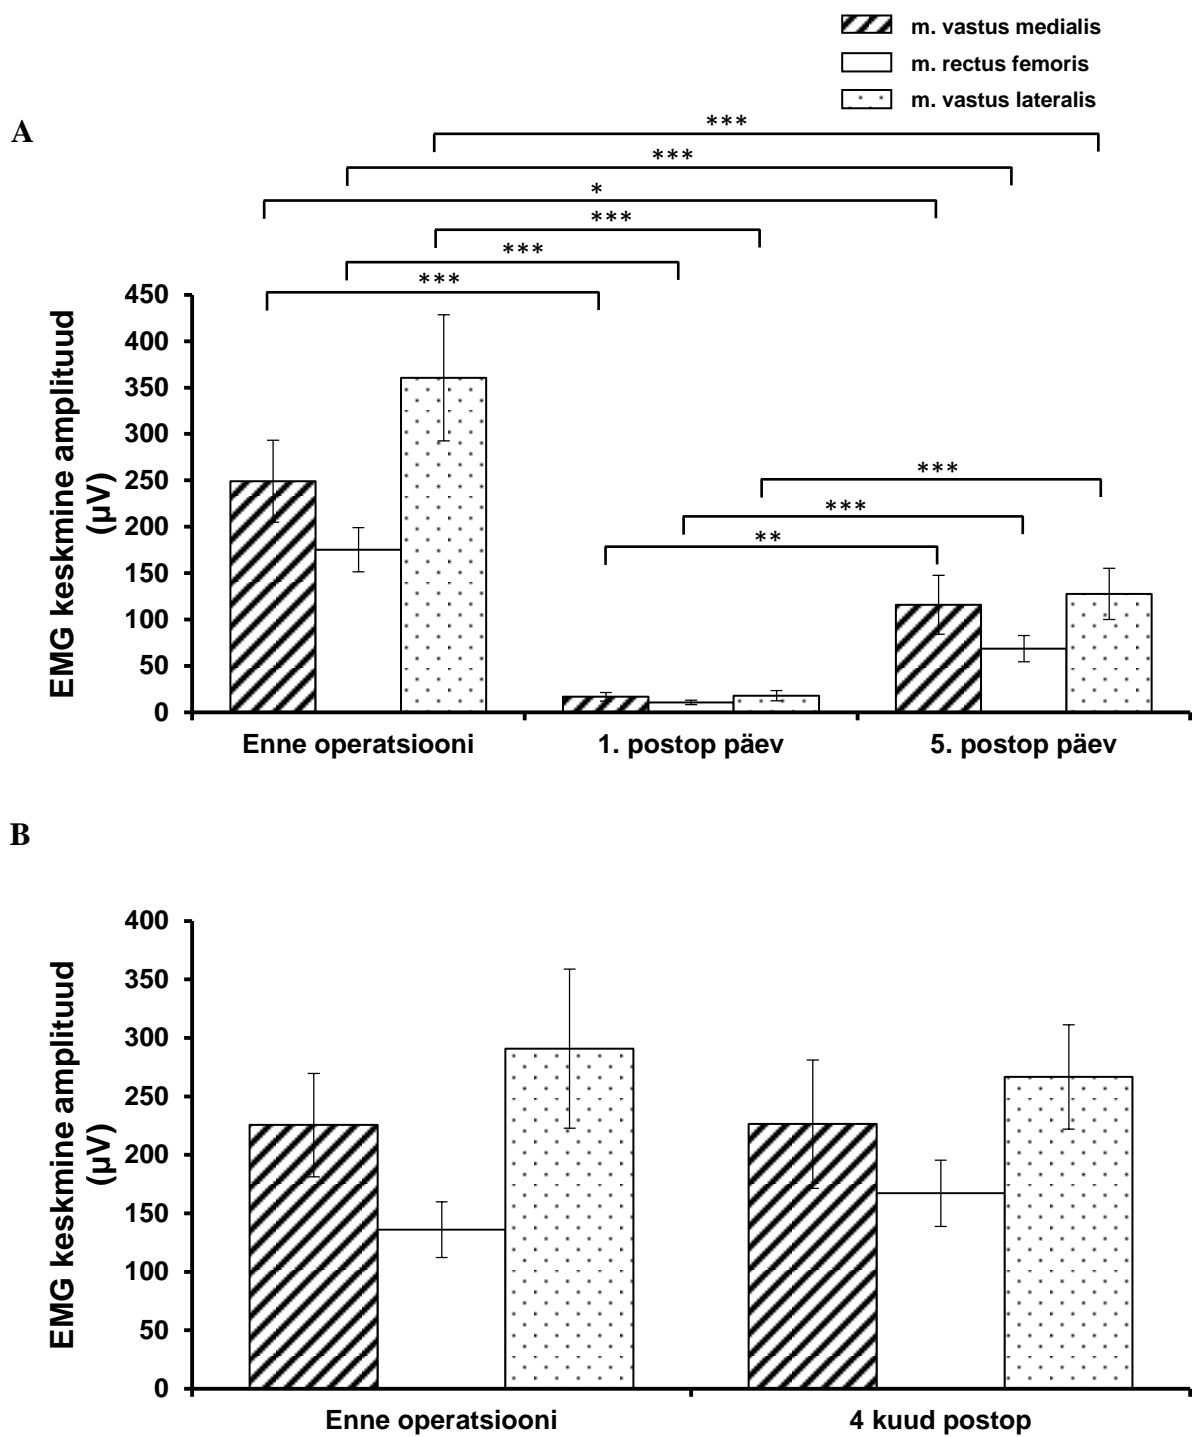 m. vastus medialis
m. rectus femoris
m. vastus lateralis
A
***
***
*
***
***
***
450
400
350
300
250
200
150
100
50
0
EMG keskmine amplituud
(µV)
***
***
**
Enne operatsiooni 1. postop päev 5. postop päev
B
400
350
300
250
200
150
100
50
0
EMG keskmine amplituud
(µV)
Enne operatsiooni 4 kuud postop